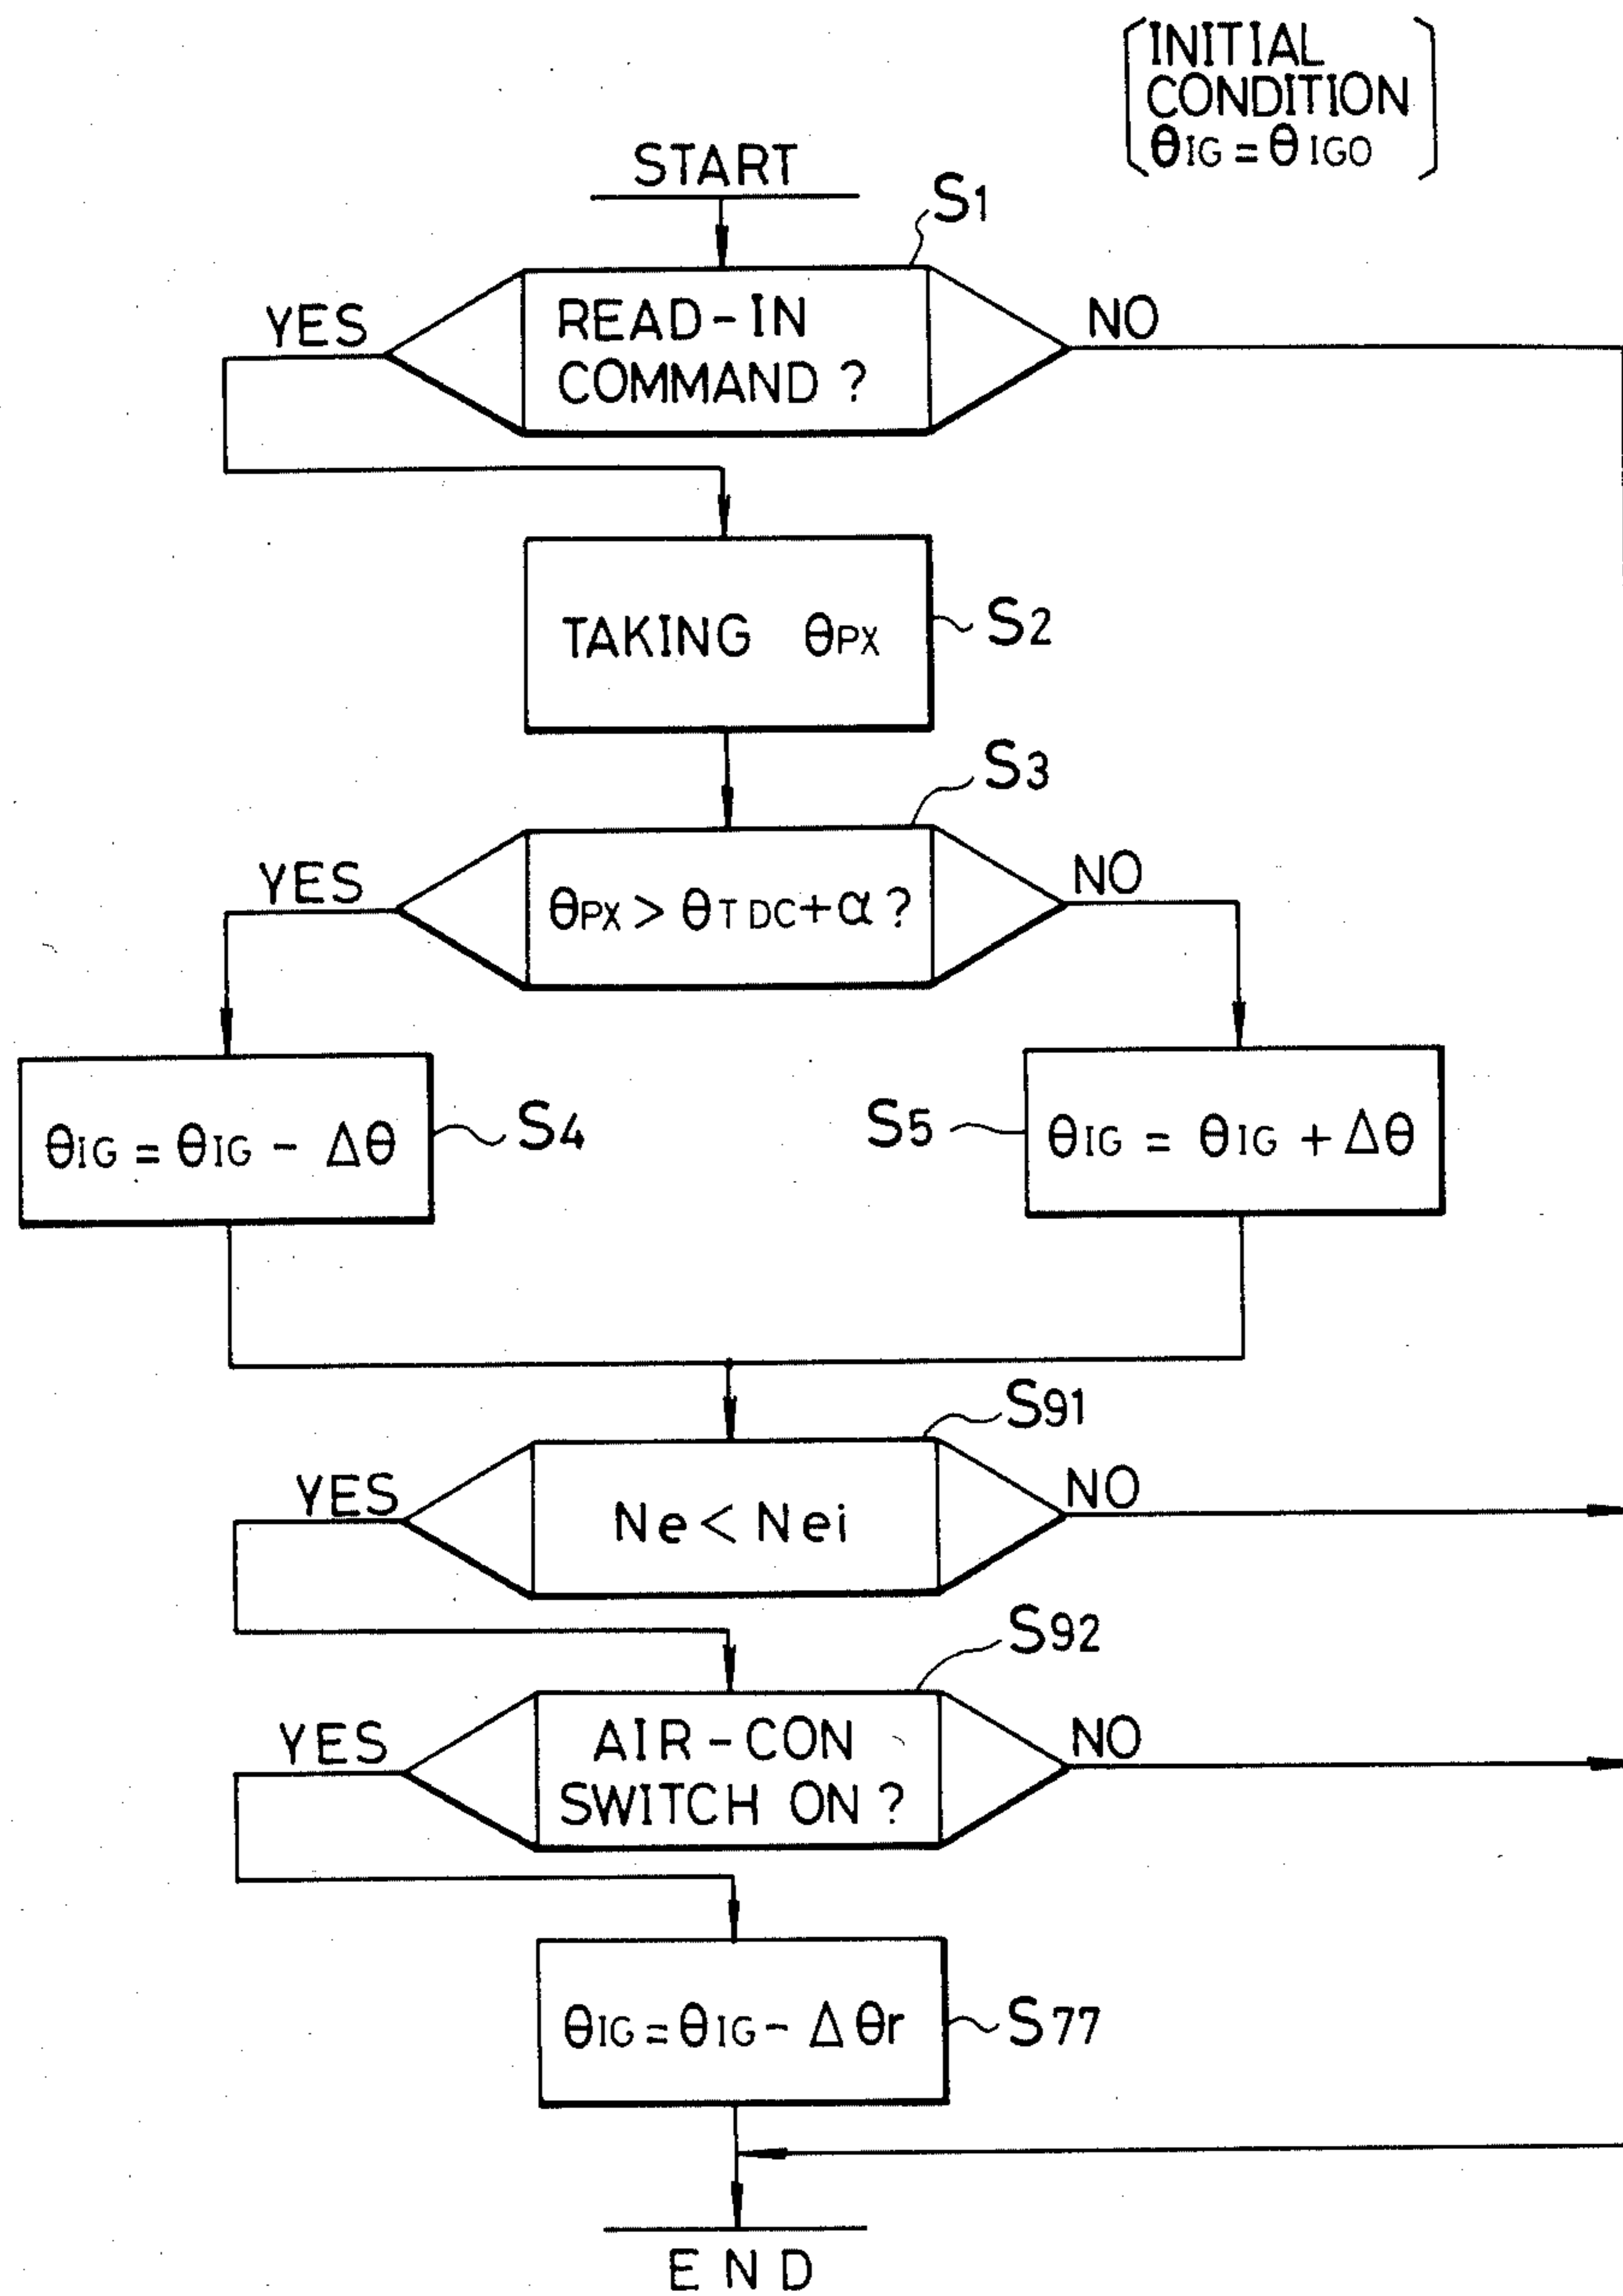 INITIAL
CONDITION
θIG = θIGO
START
S1
YES
READ-IN
COMMAND ?
NO
TAKING θPX
S2
S3
YES
θPX > θTDC+α ?
NO
θIG = θIG - Δθ
S4
S5
θIG = θIG + Δθ
S91
YES
Ne < Nei
NO
S92
YES
AIR-CON
SWITCH ON ?
NO
θIG = θIG - Δθr
S77
END